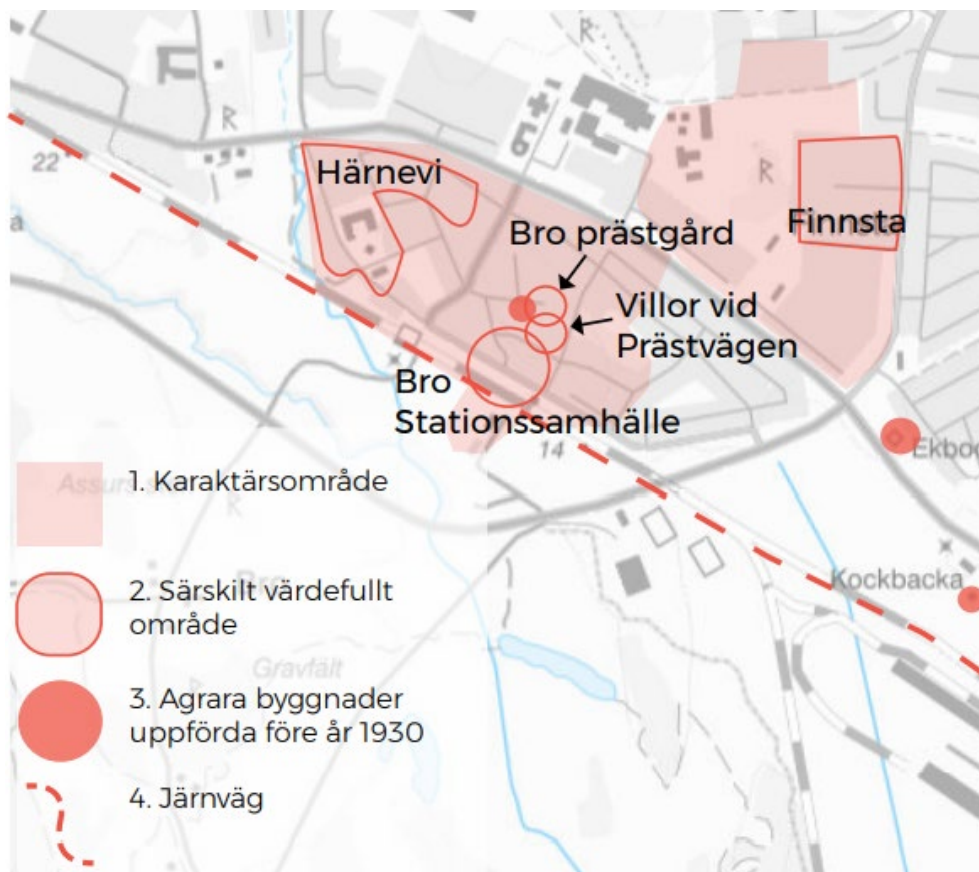 22
Härnevi
Finnsta
Bro prästgård
Villor vid
Prästvägen
Bro
Stationssamhälle
14
Ekbo
Kockbacka
1. Karaktärsområde
2. Särskilt värdefullt
område
Bro
Gravfält
3. Agrara byggnader
uppförda före år 1930
4. Järnväg